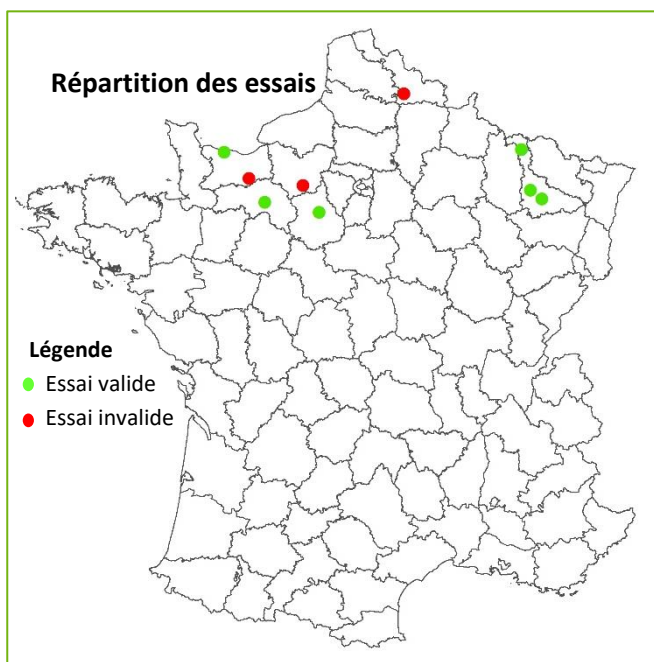 Répartition des essais
Légende
Essai valide
Essai invalide